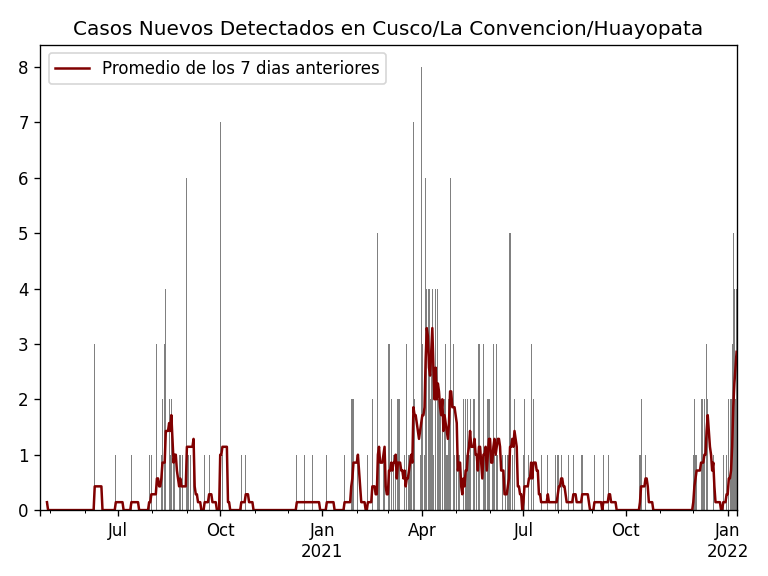 Casos Nuevos Detectados en Cusco/La Convencion/Huayopata
Promedio de los 7 dias anteriores
8
7
6
5
4
3
2
1
0
Jul
Oct
Jan
2021
Apr
Jul
Oct
Jan
2022